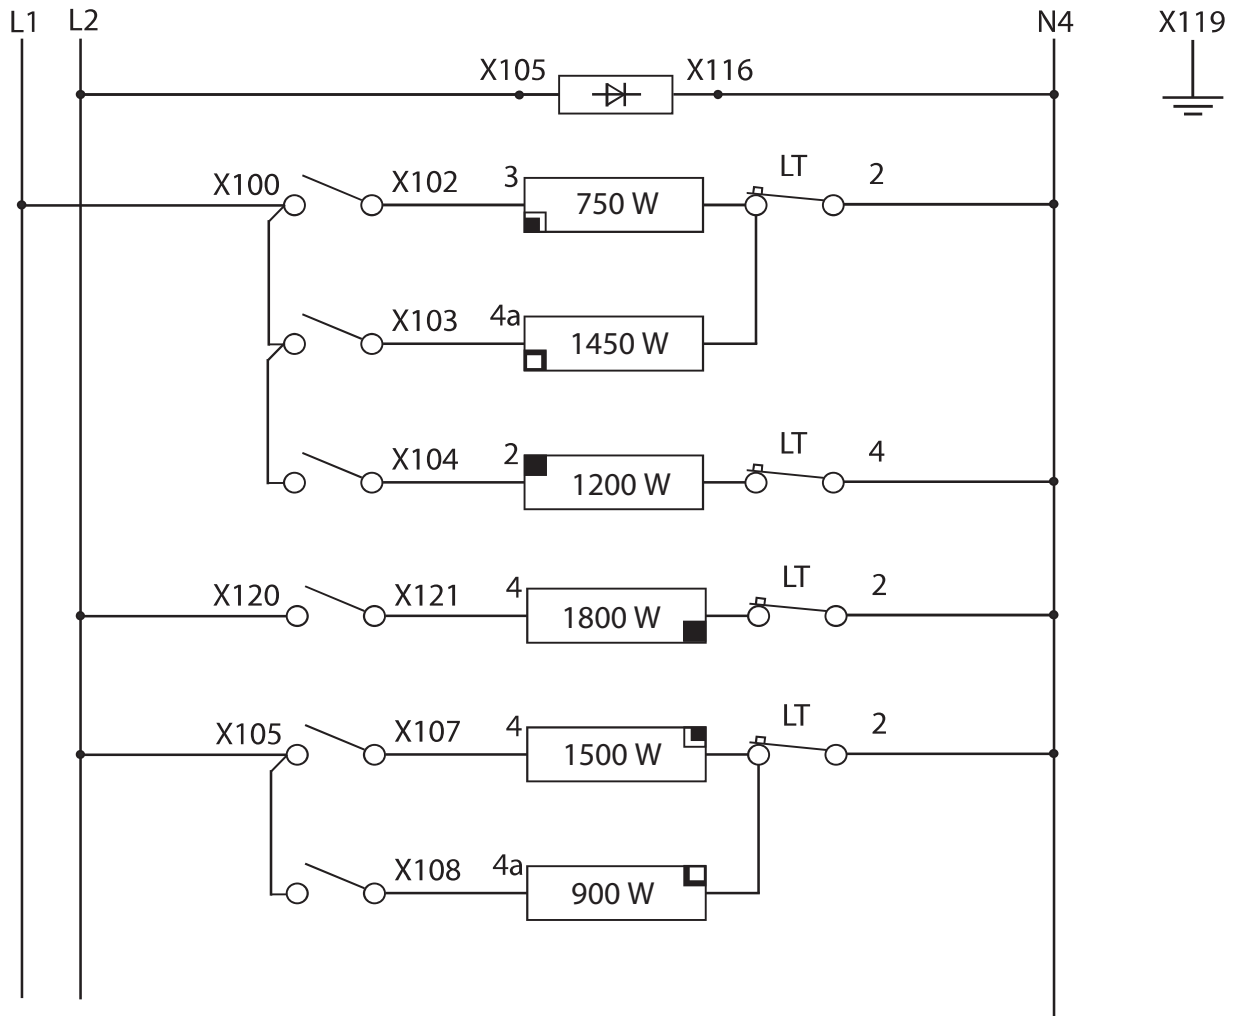 L1 L2 N4 X119
X105 X116
X100 X102 3 750 W LT 2
X103 4a 1450 W
X104 2 1200 W LT 4
X120 X121 4 1800 W LT 2
X105 X107 4 1500 W LT 2
X108 4a 900 W